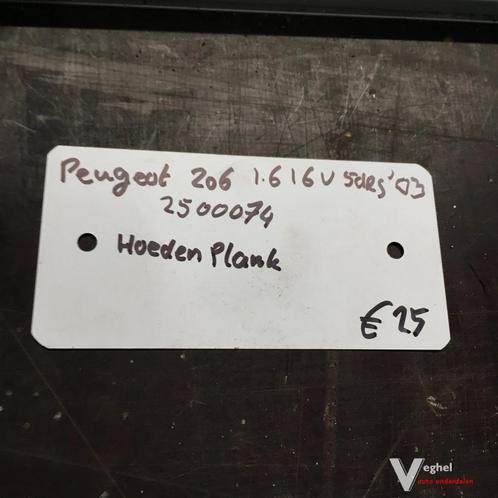 Peugeot 206 1.6 16V 5drs '03
2500074
Hoeden Plank
€ 25
Veghel
auto onderdelen